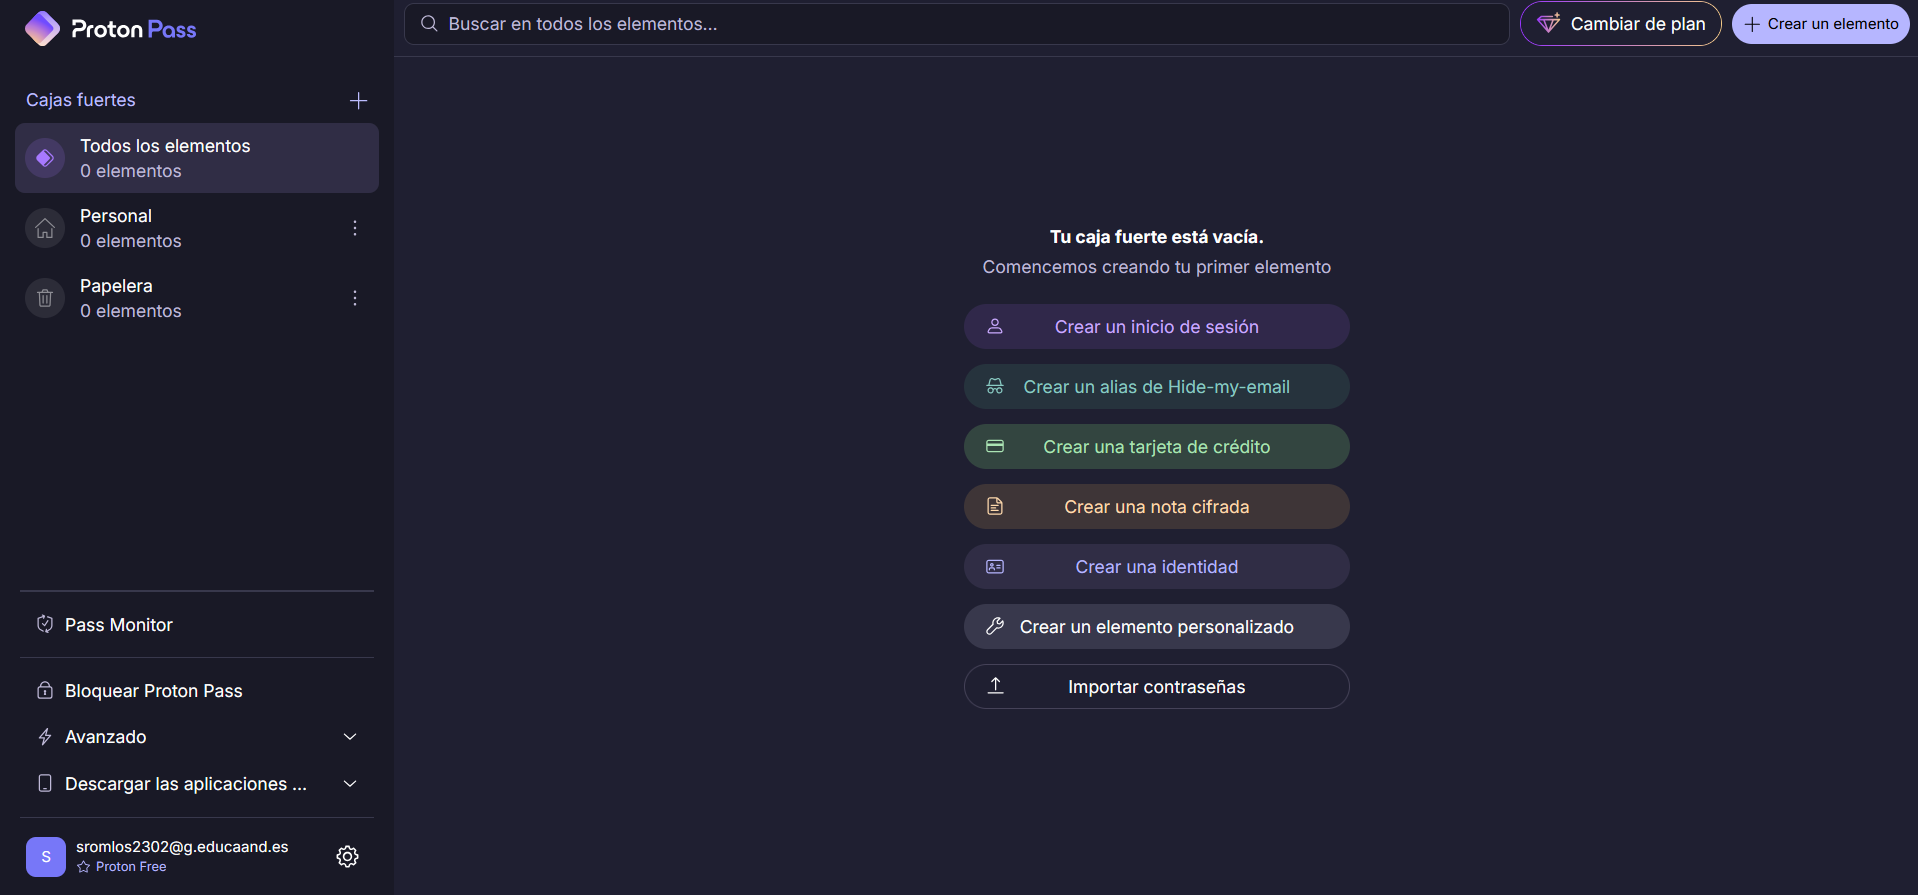 Proton Pass
Buscar en todos los elementos...
Cambiar de plan
Crear un elemento
Cajas fuertes
Todos los elementos
0 elementos
Personal
0 elementos
Papelera
0 elementos
Tu caja fuerte está vacía.
Comencemos creando tu primer elemento
Crear un inicio de sesión
Crear un alias de Hide-my-email
Crear una tarjeta de crédito
Crear una nota cifrada
Crear una identidad
Crear un elemento personalizado
Importar contraseñas
Pass Monitor
Bloquear Proton Pass
Avanzado
Descargar las aplicaciones ...
S
sromlos2302@g.educaand.es
Proton Free